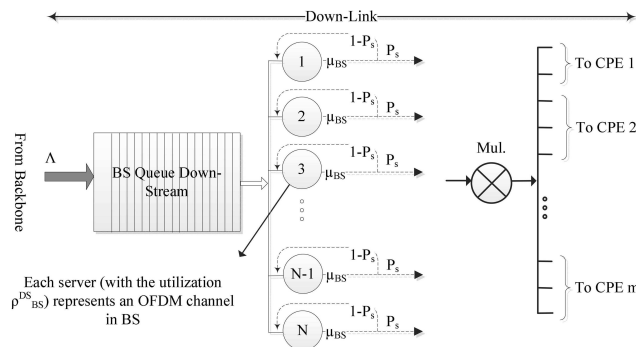 Down-Link
From Backbone
Λ
BS Queue Down-
Stream
1
μBS
1-Ps
Ps
2
μBS
1-Ps
Ps
3
μBS
1-Ps
Ps
N-1
μBS
1-Ps
Ps
N
μBS
1-Ps
Ps
Mul.
To CPE 1
To CPE 2
To CPE m
Each server (with the utilization
ρ^DS_BS) represents an OFDM channel
in BS